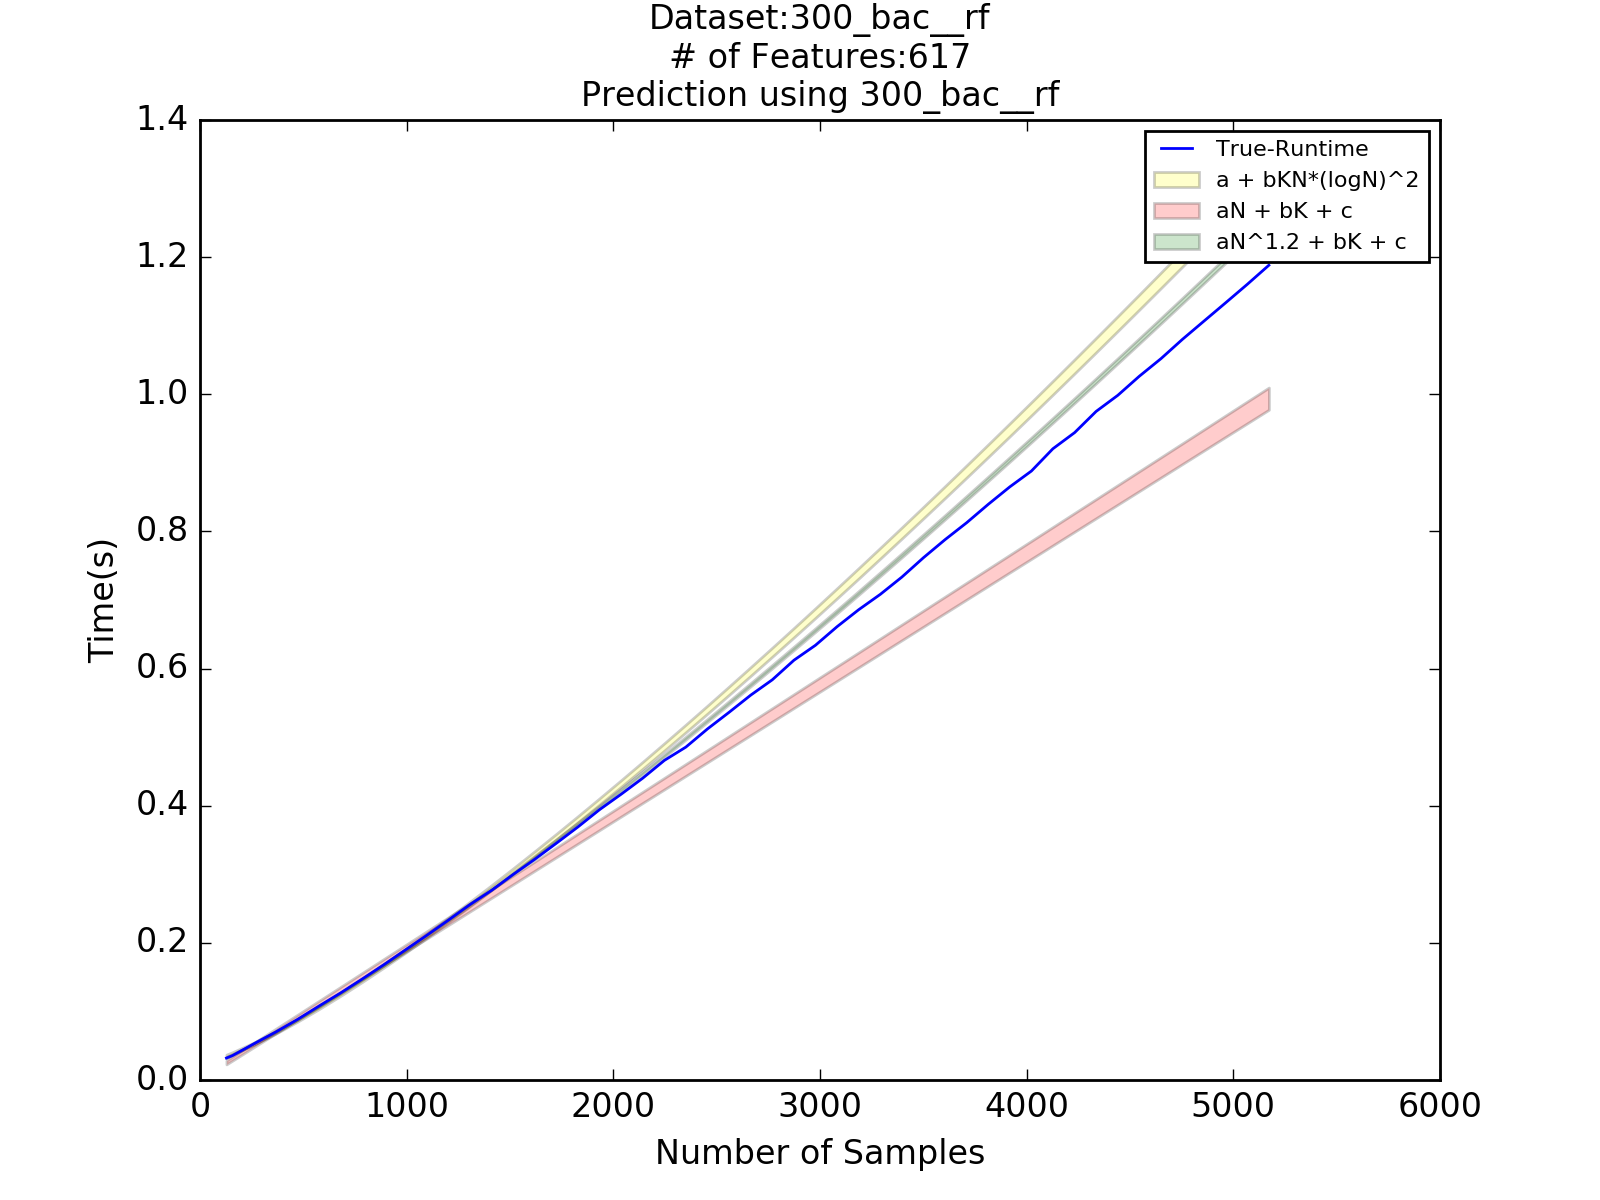 Dataset:300_bac__rf
# of Features:617
Prediction using 300_bac__rf
1.4
1.2
1.0
0.8
0.6
0.4
0.2
0.0
Time(s)
True-Runtime
a + bKN*(logN)^2
aN + bK + c
aN^1.2 + bK + c
0 1000 2000 3000 4000 5000 6000
Number of Samples